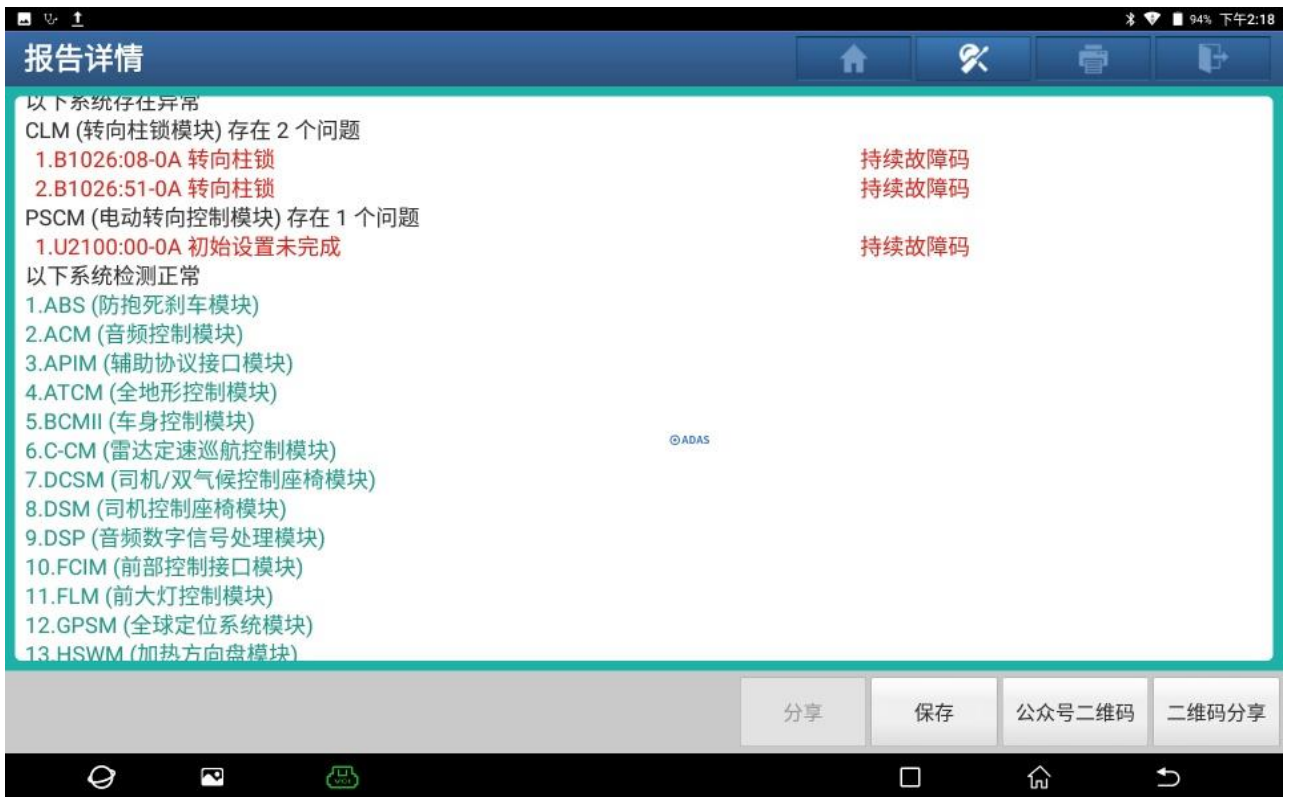 94% 下午2:18
报告详情
以下系统存在异常
CLM (转向柱锁模块) 存在 2 个问题
1.B1026:08-0A 转向柱锁 持续故障码
2.B1026:51-0A 转向柱锁 持续故障码
PSCM (电动转向控制模块) 存在 1 个问题
1.U2100:00-0A 初始设置未完成 持续故障码
以下系统检测正常
1.ABS (防抱死刹车模块)
2.ACM (音频控制模块)
3.APIM (辅助协议接口模块)
4.ATCM (全地形控制模块)
5.BCMII (车身控制模块)
6.C-CM (雷达定速巡航控制模块)
7.DCSM (司机/双气候控制座椅模块)
8.DSM (司机控制座椅模块)
9.DSP (音频数字信号处理模块)
10.FCIM (前部控制接口模块)
11.FLM (前大灯控制模块)
12.GPSM (全球定位系统模块)
13.HSWM (加热方向盘模块)
ADAS
分享 保存 公众号二维码 二维码分享
VCI